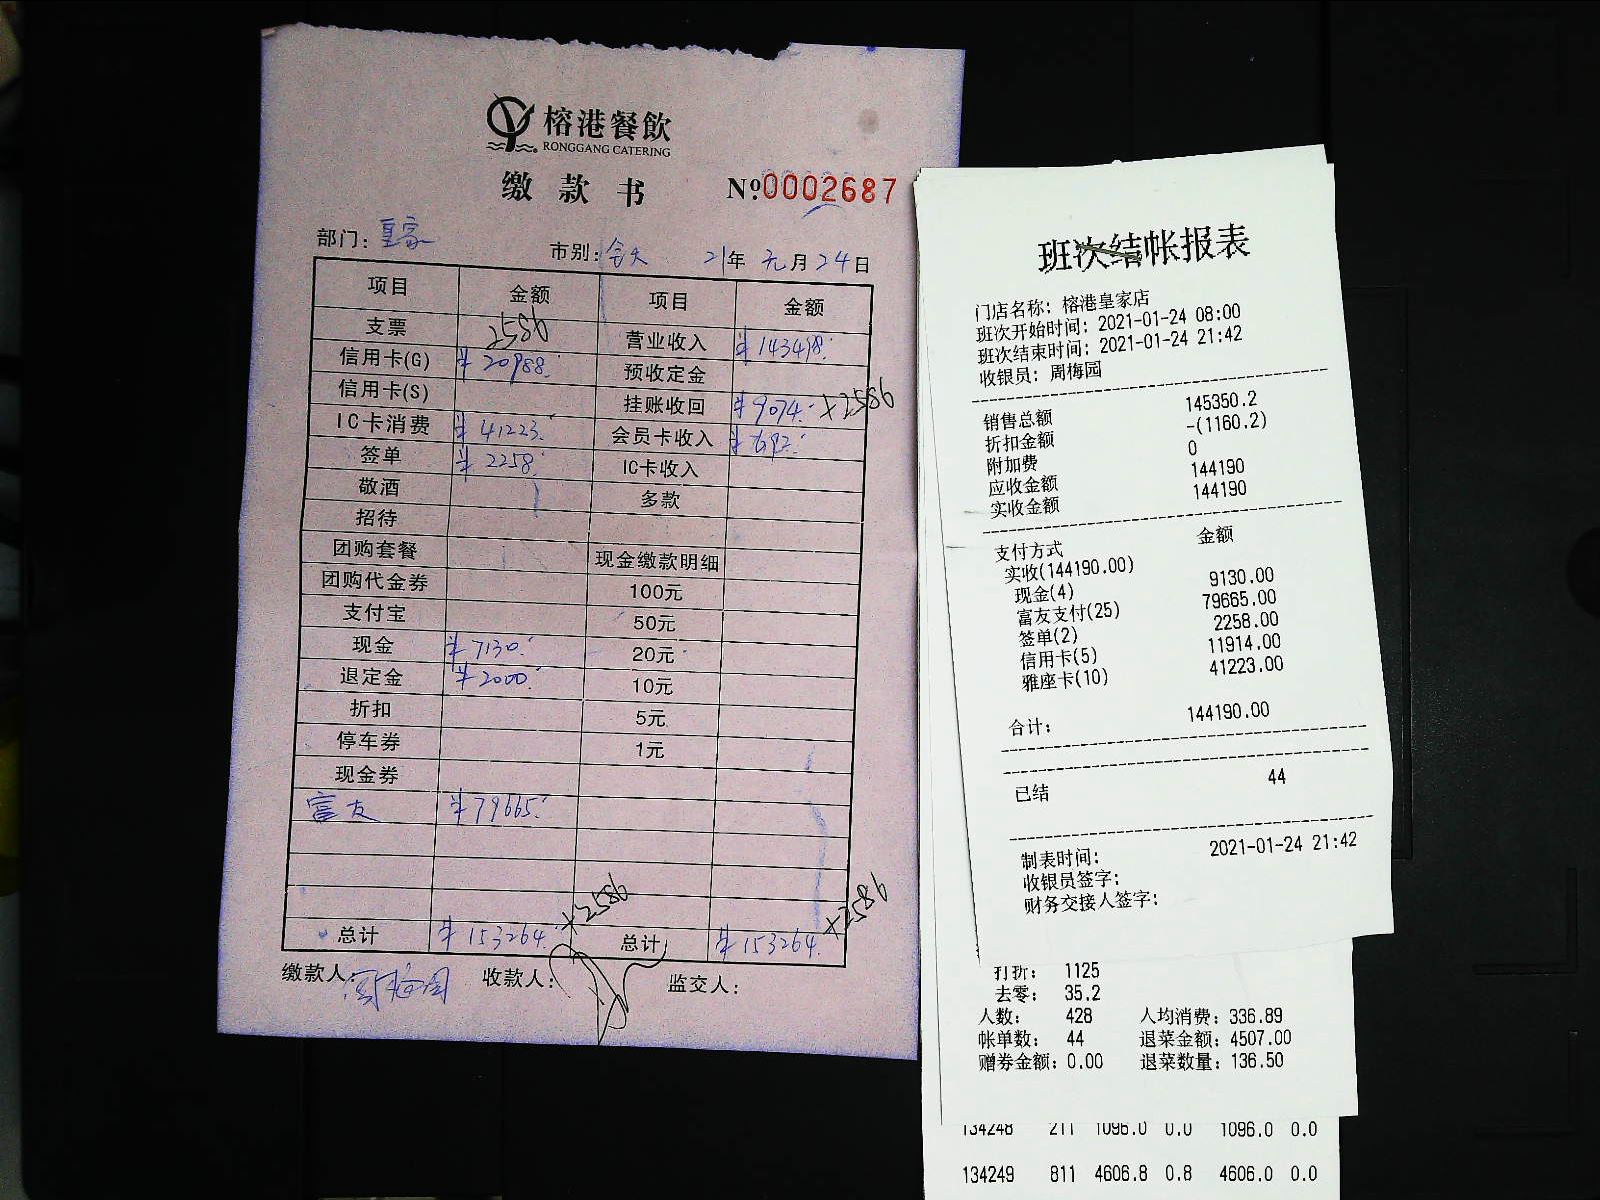 榕港餐飲
RONGGANG CATERING
缴款书 №0002687
部门：皇家 市别：全天 21年元月24日
项目 金额 项目 金额
支票 2586 营业收入 ¥143498.
信用卡(G) ¥20988. 预收定金
信用卡(S) 挂账收回 ¥9074. +2586
IC卡消费 ¥41223. 会员卡收入 ¥692.
签单 ¥2258. IC卡收入
敬酒 多款
招待
团购套餐 现金缴款明细
团购代金券 100元
支付宝 50元
现金 ¥7130. 20元
退定金 ¥2000. 10元
折扣 5元
停车券 1元
现金券
富友 ¥79665.
总计 ¥153264. +2586 总计 ¥153264. +2586
缴款人：周梅园 收款人： 监交人：
班次结帐报表
门店名称：榕港皇家店
班次开始时间：2021-01-24 08:00
班次结束时间：2021-01-24 21:42
收银员：周梅园
销售总额 145350.2
折扣金额 -(1160.2)
附加费 0
应收金额 144190
实收金额 144190
支付方式 金额
实收(144190.00)
现金(4) 9130.00
富友支付(25) 79665.00
签单(2) 2258.00
信用卡(5) 11914.00
雅座卡(10) 41223.00
合计： 144190.00
已结 44
制表时间： 2021-01-24 21:42
收银员签字：
财务交接人签字：
打折： 1125
去零： 35.2
人数： 428 人均消费：336.89
帐单数： 44 退菜金额：4507.00
赠券金额：0.00 退菜数量：136.50
134248 211 1096.0 0.0 1096.0 0.0
134249 811 4606.8 0.8 4606.0 0.0